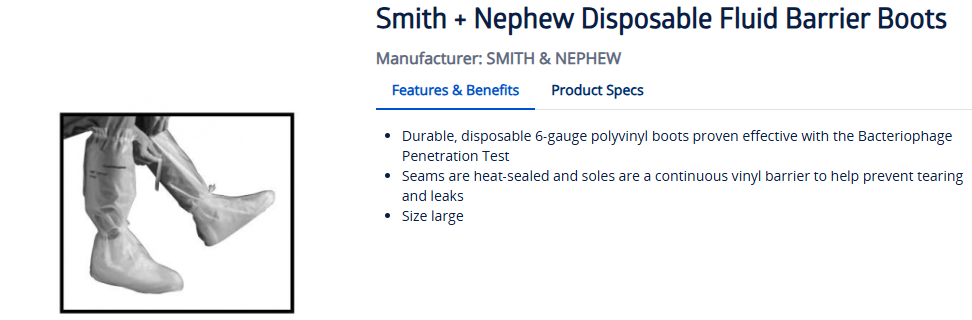 Smith + Nephew Disposable Fluid Barrier Boots
Manufacturer: SMITH & NEPHEW
Features & Benefits
Product Specs
• Durable, disposable 6-gauge polyvinyl boots proven effective with the Bacteriophage
Penetration Test
• Seams are heat-sealed and soles are a continuous vinyl barrier to help prevent tearing
and leaks
• Size large